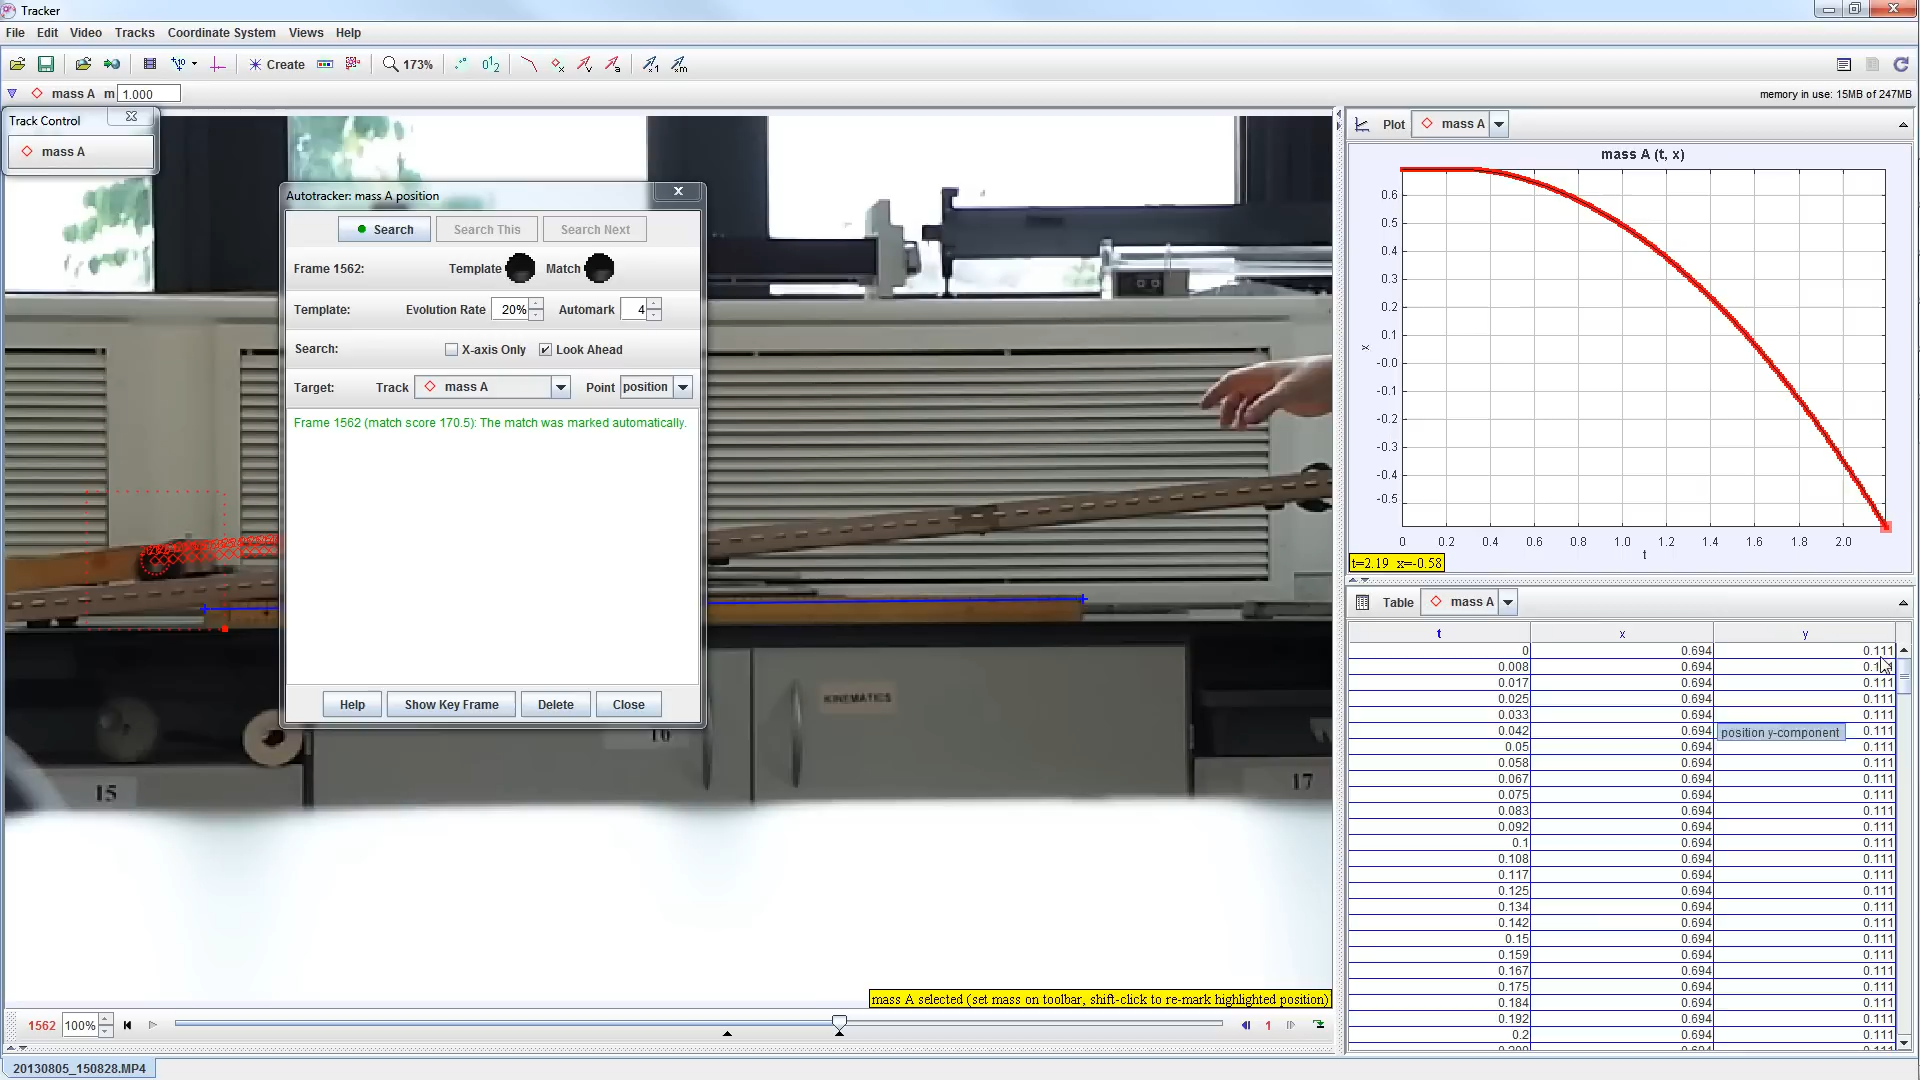 Tracker
File Edit Video Tracks Coordinate System Views Help
Create 173%
mass A m 1.000
memory in use: 15MB of 247MB
Track Control
mass A
Autotracker: mass A position
Search Search This Search Next
Frame 1562: Template Match
Template: Evolution Rate 20% Automark 4
Search: X-axis Only Look Ahead
Target: Track mass A Point position
Frame 1562 (match score 170.5): The match was marked automatically.
Help Show Key Frame Delete Close
KINEMATICS
16
15
17
mass A selected (set mass on toolbar, shift-click to re-mark highlighted position)
1562 100% 1
20130805_150828.MP4
Plot mass A
mass A (t, x)
0.6
0.5
0.4
0.3
0.2
0.1
x
-0.0
-0.1
-0.2
-0.3
-0.4
-0.5
0 0.2 0.4 0.6 0.8 1.0 1.2 1.4 1.6 1.8 2.0
t
t=2.19 x=-0.58
Table mass A
t x y
0 0.694 0.111
0.008 0.694
0.017 0.694 0.111
0.025 0.694 0.111
0.033 0.694 0.111
0.042 0.694 position y-component 0.111
0.05 0.694 0.111
0.058 0.694 0.111
0.067 0.694 0.111
0.075 0.694 0.111
0.083 0.694 0.111
0.092 0.694 0.111
0.1 0.694 0.111
0.108 0.694 0.111
0.117 0.694 0.111
0.125 0.694 0.111
0.134 0.694 0.111
0.142 0.694 0.111
0.15 0.694 0.111
0.159 0.694 0.111
0.167 0.694 0.111
0.175 0.694 0.111
0.184 0.694 0.111
0.192 0.694 0.111
0.2 0.694 0.111